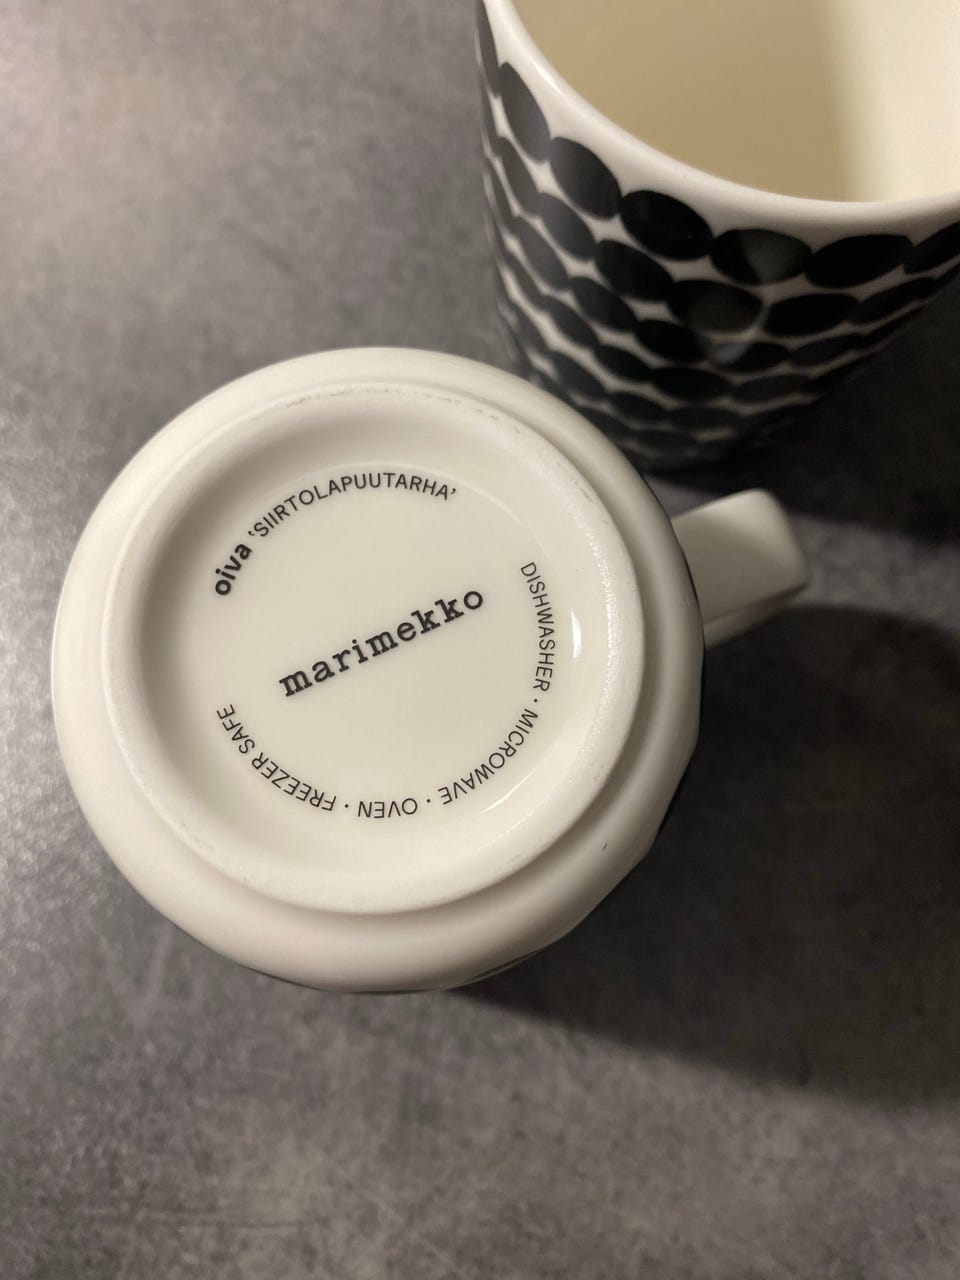 oiva ‘SIIRTOLAPUUTARHA’
marimekko
DISHWASHER · MICROWAVE · OVEN · FREEZER SAFE